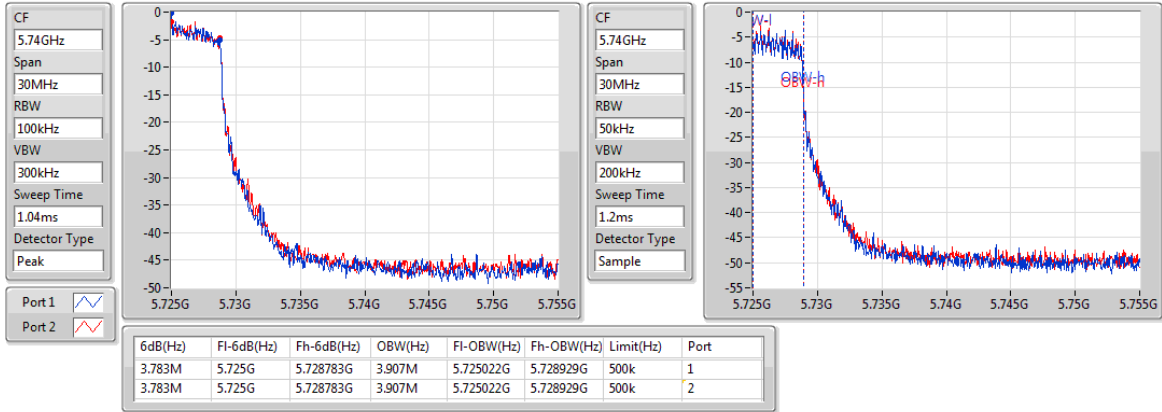 CF
5.74GHz
Span
30MHz
RBW
100kHz
VBW
300kHz
Sweep Time
1.04ms
Detector Type
Peak
0
-5
-10
-15
-20
-25
-30
-35
-40
-45
-50
5.725G 5.73G 5.735G 5.74G 5.745G 5.75G 5.755G
CF
5.74GHz
Span
30MHz
RBW
50kHz
VBW
200kHz
Sweep Time
1.2ms
Detector Type
Sample
0
-5
-10
-15
-20
-25
-30
-35
-40
-45
-50
-55
W-l
OBW-h
OBW-h
5.725G 5.73G 5.735G 5.74G 5.745G 5.75G 5.755G
Port 1
Port 2
6dB(Hz) Fl-6dB(Hz) Fh-6dB(Hz) OBW(Hz) Fl-OBW(Hz) Fh-OBW(Hz) Limit(Hz) Port
3.783M 5.725G 5.728783G 3.907M 5.725022G 5.728929G 500k 1
3.783M 5.725G 5.728783G 3.907M 5.725022G 5.728929G 500k 2